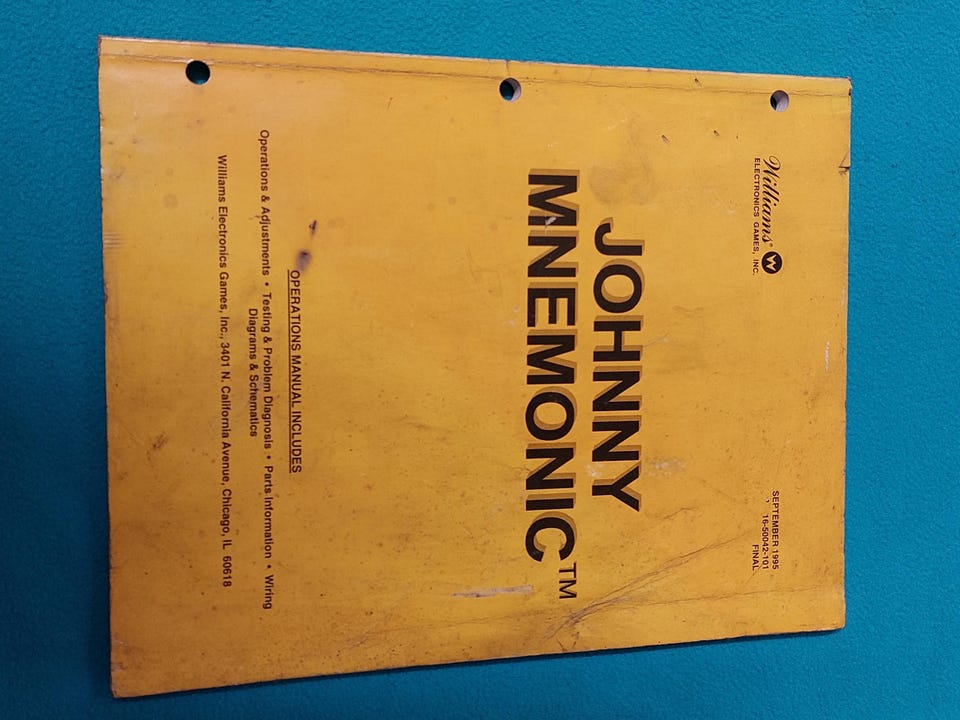 Williams®
ELECTRONICS GAMES, INC.
SEPTEMBER 1995
16-50042-101
FINAL
JOHNNY
MNEMONIC™
OPERATIONS MANUAL INCLUDES
Operations & Adjustments • Testing & Problem Diagnosis • Parts Information • Wiring
Diagrams & Schematics
Williams Electronics Games, Inc., 3401 N. California Avenue, Chicago, IL 60618